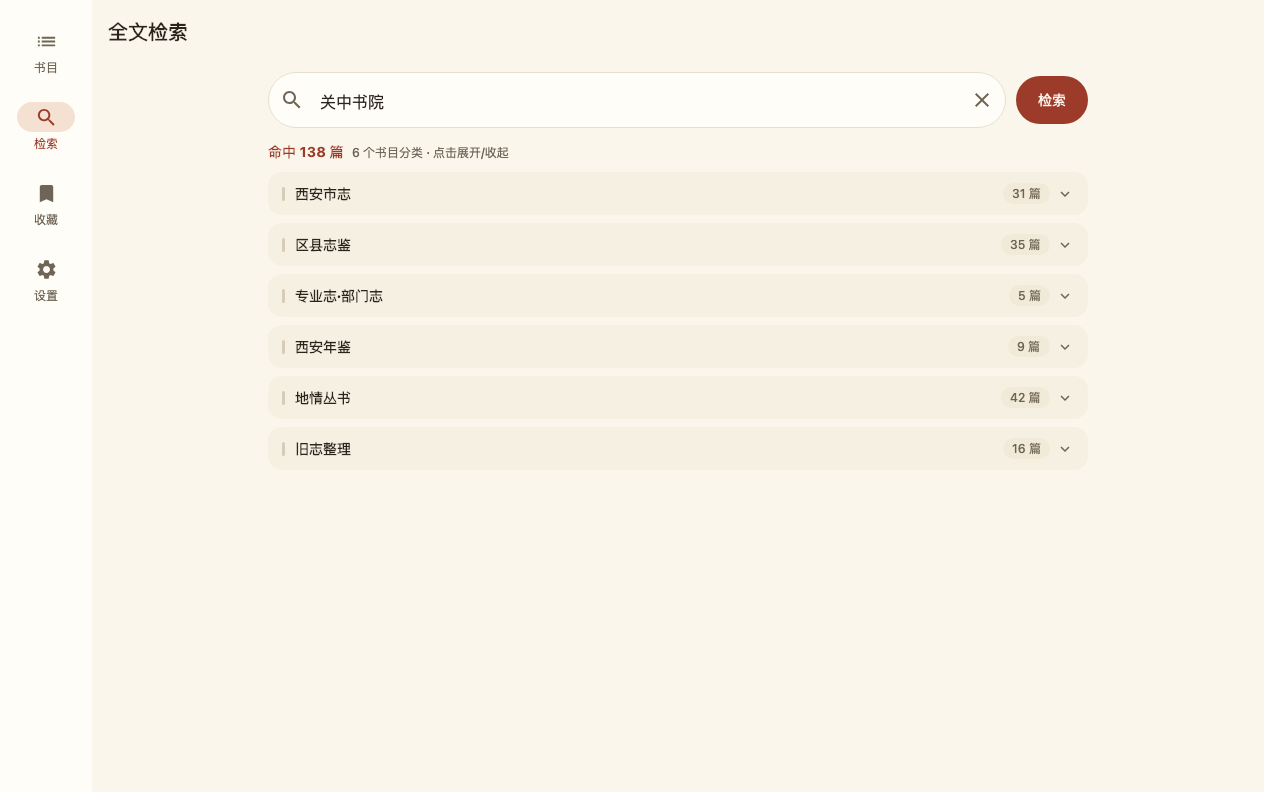 全文检索
书目
检索
收藏
设置
关中书院
检索
命中 138 篇 6 个书目分类 · 点击展开/收起
西安市志 31 篇
区县志鉴 35 篇
专业志·部门志 5 篇
西安年鉴 9 篇
地情丛书 42 篇
旧志整理 16 篇